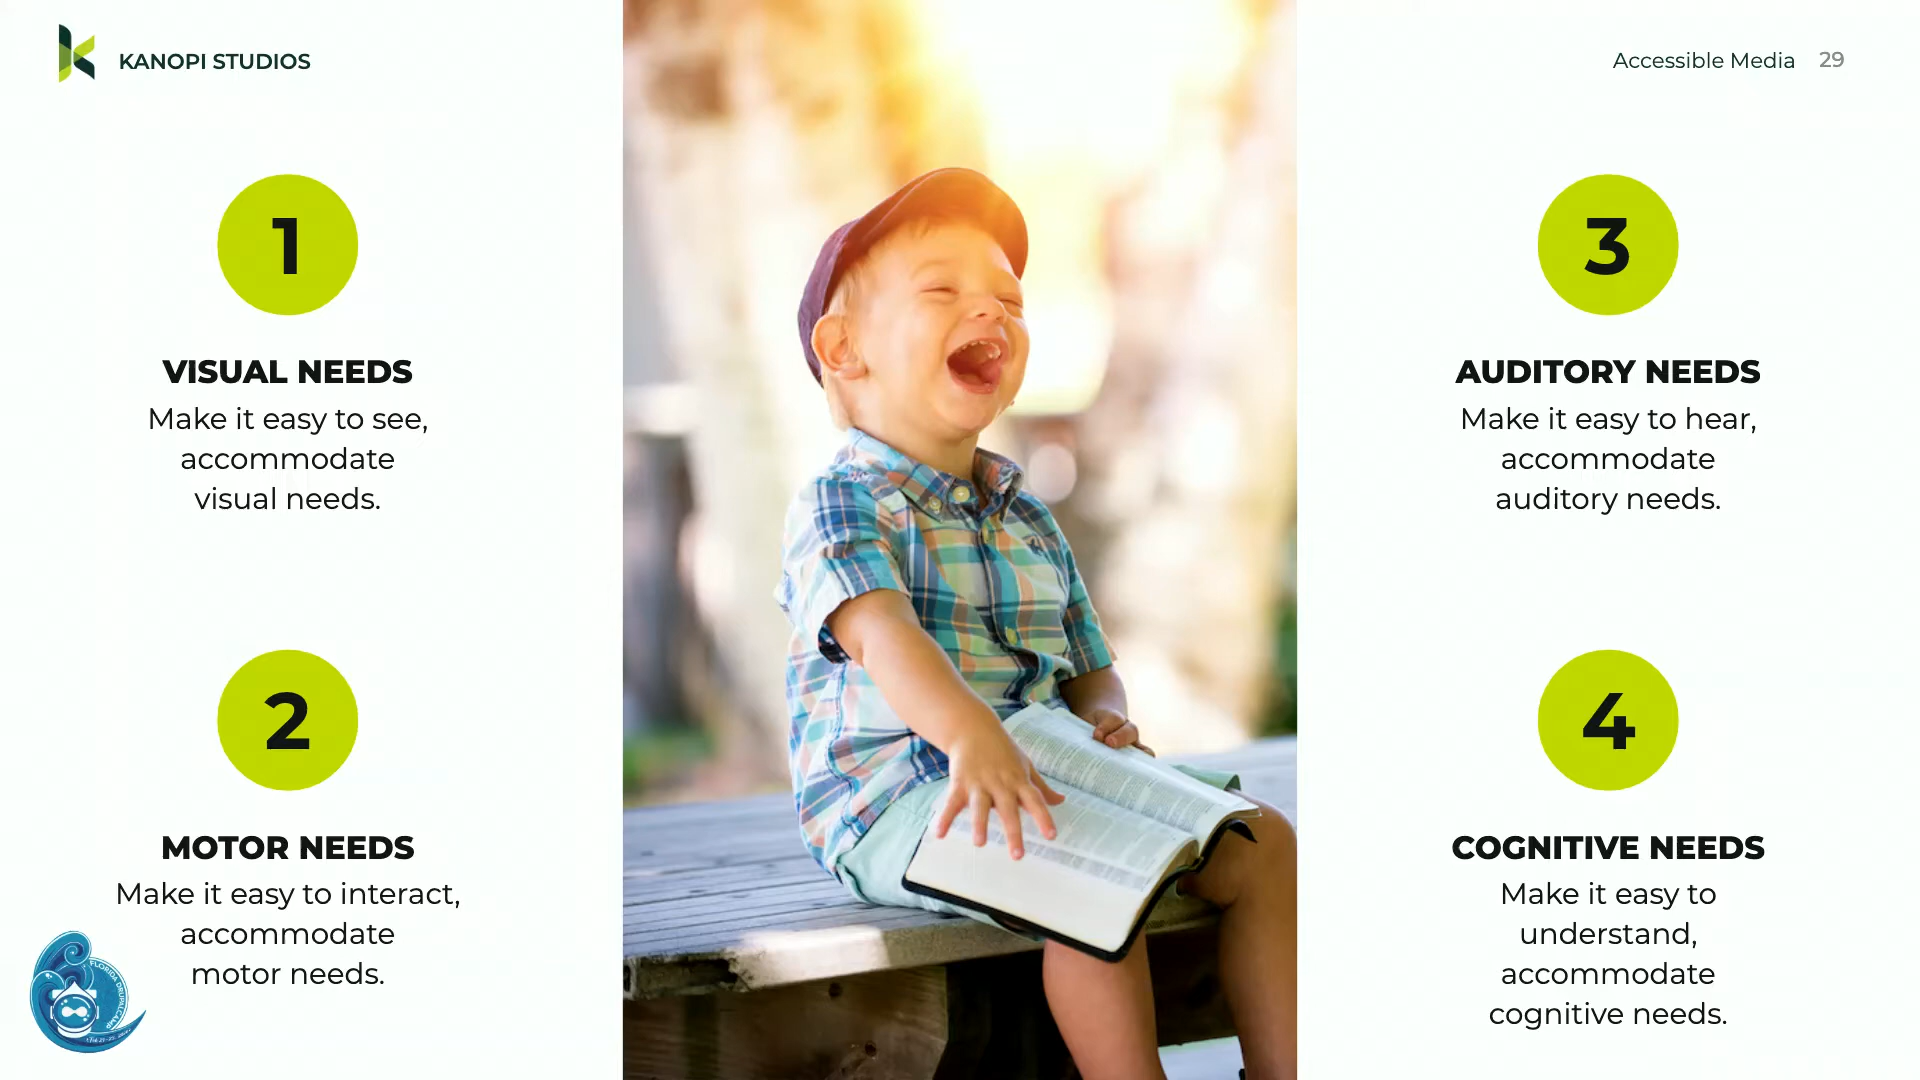 KANOPI STUDIOS
Accessible Media 29
1
VISUAL NEEDS
Make it easy to see,
accommodate
visual needs.
2
MOTOR NEEDS
Make it easy to interact,
accommodate
motor needs.
3
AUDITORY NEEDS
Make it easy to hear,
accommodate
auditory needs.
4
COGNITIVE NEEDS
Make it easy to
understand,
accommodate
cognitive needs.
FLORIDA DRUPALCAMP